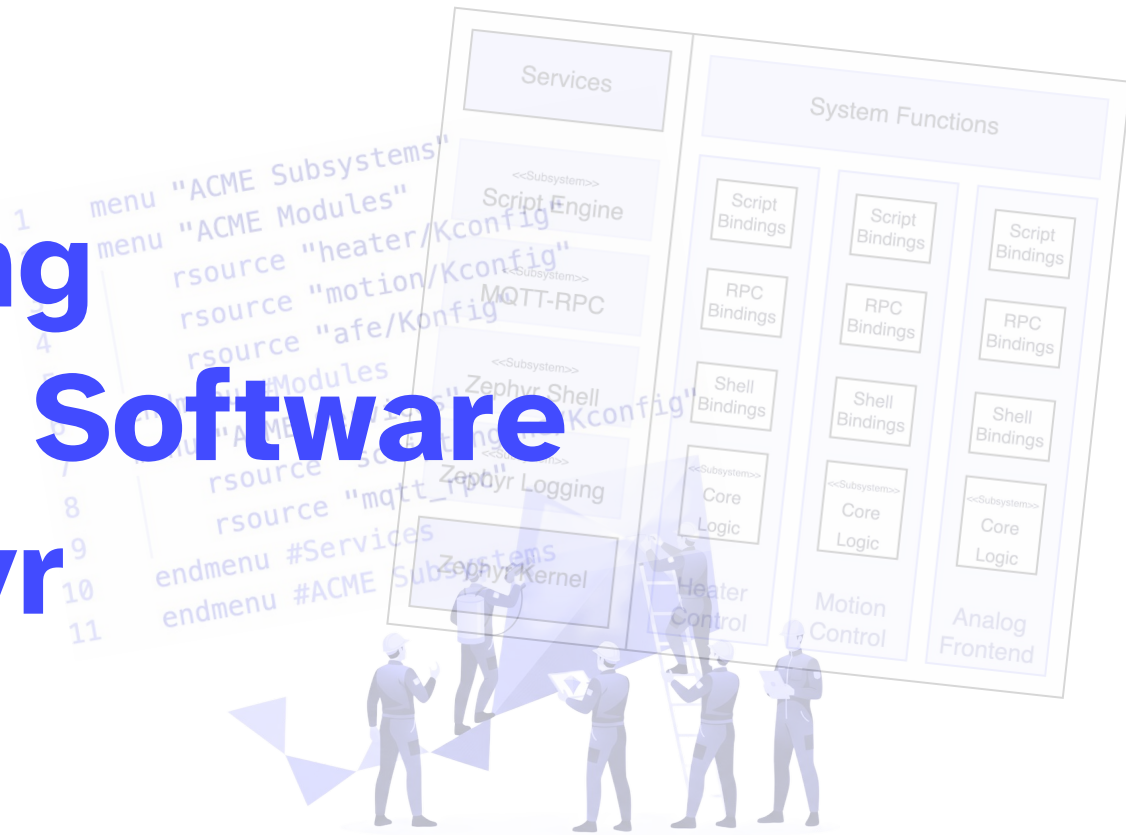 ng
Software
yr
1 menu "ACME Subsystems"
menu "ACME Modules"
rsource "heater/Kconfig"
rsource "motion/Kconfig"
4 rsource "afe/Konfig"
#Modules
7 rsource
8 rsource "mqtt_rpc"
9 endmenu #Services
10 endmenu #ACME Subsystems
11
Services
<<Subsystem>>
Script Engine
<<Subsystem>>
MQTT-RPC
<<Subsystem>>
Zephyr Shell
<<Subsystem>>
Zephyr Logging
Zephyr Kernel
System Functions
Script
Bindings
RPC
Bindings
Shell
Bindings
<<Subsystem>>
Core
Logic
Heater
Control
Script
Bindings
RPC
Bindings
Shell
Bindings
<<Subsystem>>
Core
Logic
Motion
Control
Script
Bindings
RPC
Bindings
Shell
Bindings
<<Subsystem>>
Core
Logic
Analog
Frontend